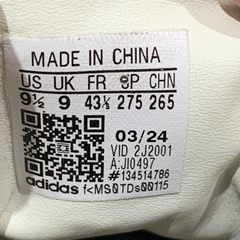 MADE IN CHINA
US UK FR JP CHN
9½ 9 43⅓ 275 265
03/24
VID 2J2001
A:JI0497
#134514786
adidas